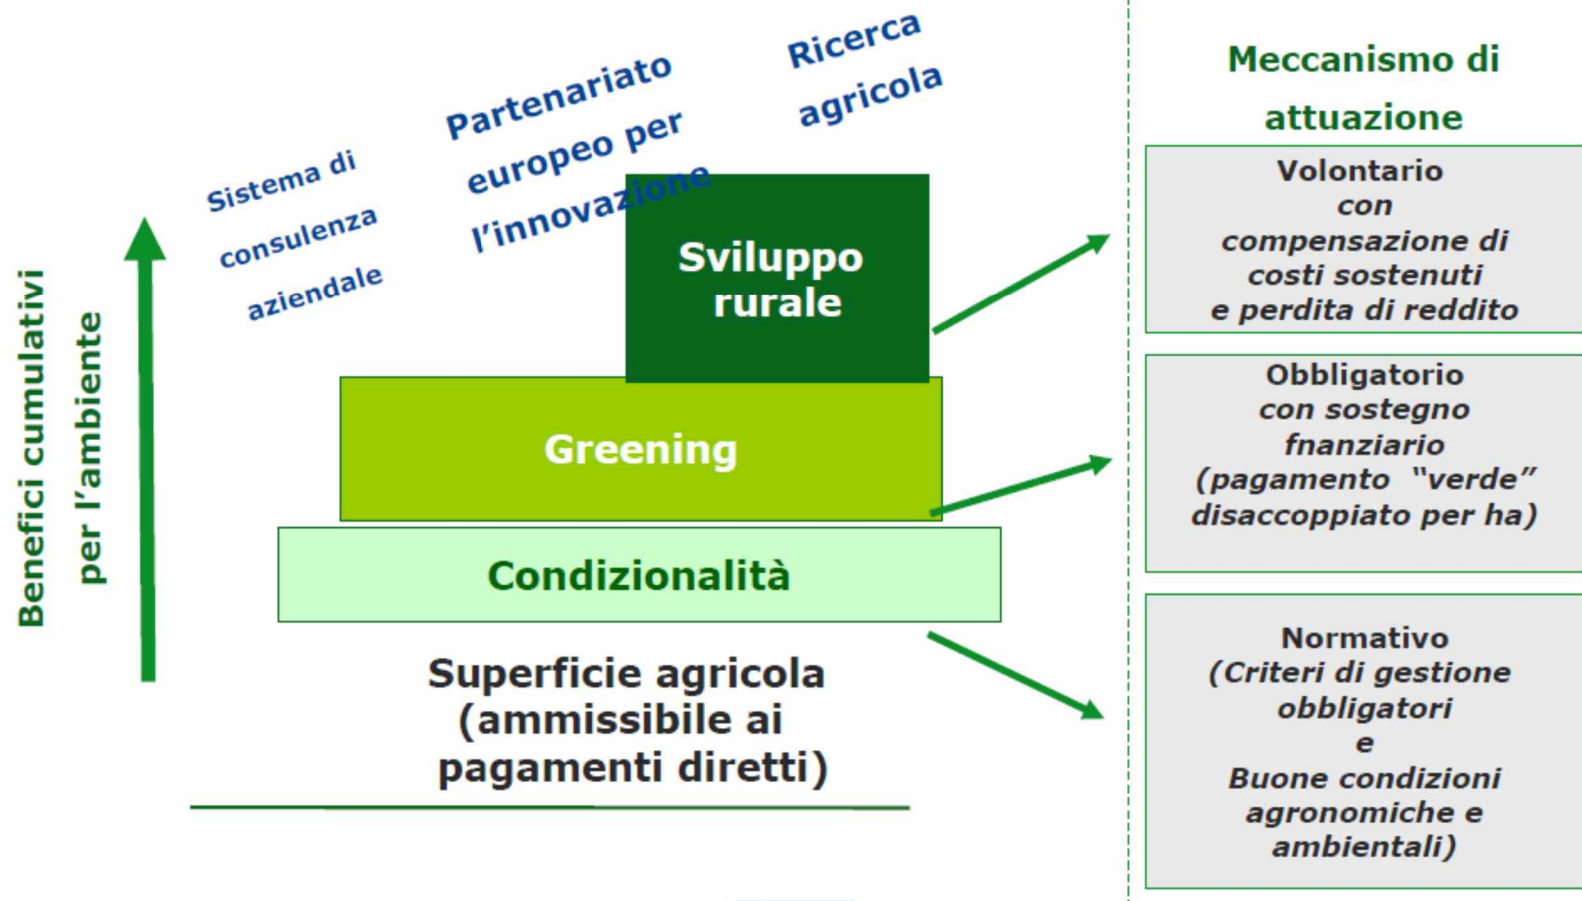 Benefici cumulativi
per l'ambiente
Sistema di
consulenza
aziendale
Partenariato
europeo per
l'innovazione
Ricerca
agricola
Sviluppo
rurale
Greening
Condizionalità
Superficie agricola
(ammissibile ai
pagamenti diretti)
Meccanismo di
attuazione
Volontario
con
compensazione di
costi sostenuti
e perdita di reddito
Obbligatorio
con sostegno
fnanziario
(pagamento "verde"
disaccoppiato per ha)
Normativo
(Criteri di gestione
obbligatori
e
Buone condizioni
agronomiche e
ambientali)